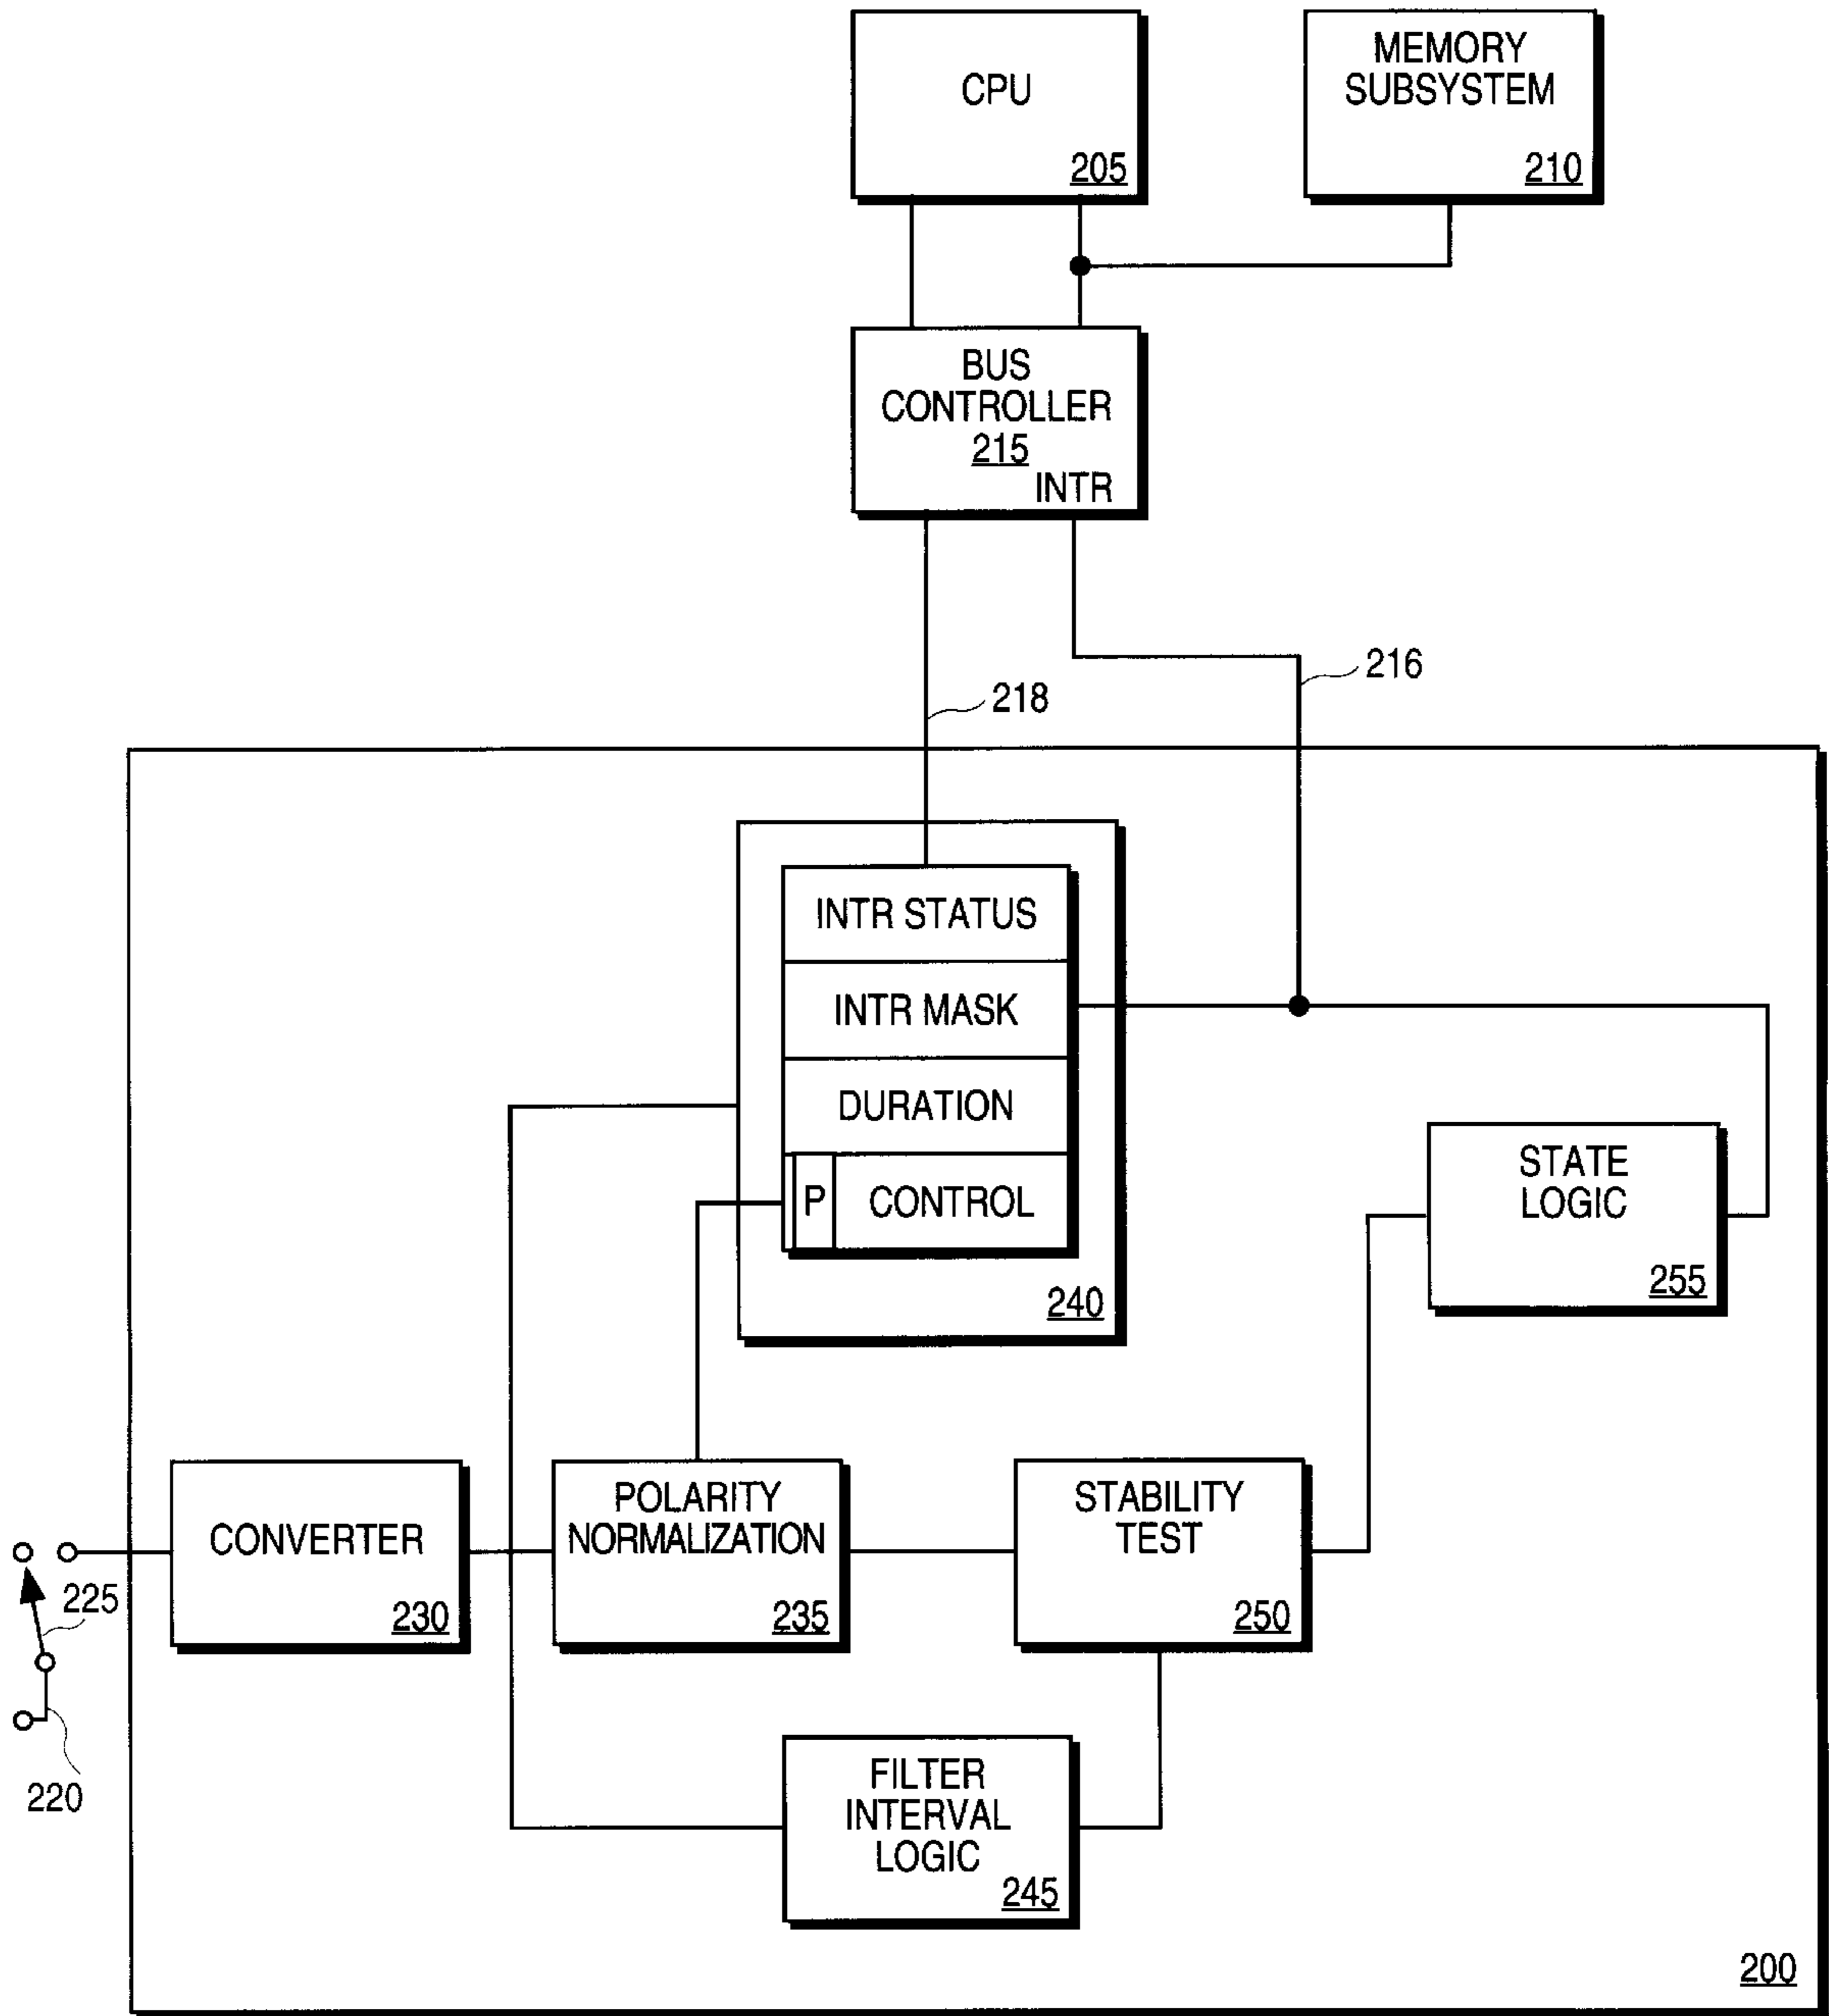 CPU
205
MEMORY
SUBSYSTEM
210
BUS
CONTROLLER
215
INTR
218
216
INTR STATUS
INTR MASK
DURATION
P
CONTROL
240
STATE
LOGIC
255
CONVERTER
230
POLARITY
NORMALIZATION
235
STABILITY
TEST
250
225
220
FILTER
INTERVAL
LOGIC
245
200